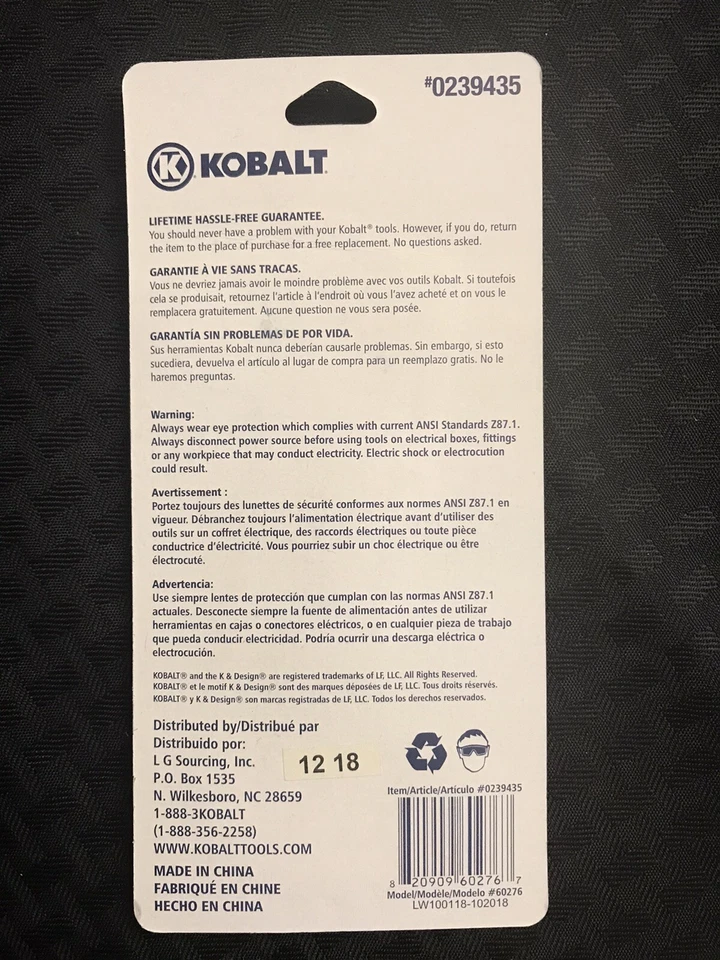 #0239435
K KOBALT
LIFETIME HASSLE-FREE GUARANTEE.
You should never have a problem with your Kobalt® tools. However, if you do, return
the item to the place of purchase for a free replacement. No questions asked.
GARANTIE À VIE SANS TRACAS.
Vous ne devriez jamais avoir le moindre problème avec vos outils Kobalt. Si toutefois
cela se produisait, retournez l'article à l'endroit où vous l'avez acheté et on vous le
remplacera gratuitement. Aucune question ne vous sera posée.
GARANTÍA SIN PROBLEMAS DE POR VIDA.
Sus herramientas Kobalt nunca deberían causarle problemas. Sin embargo, si esto
sucediera, devuelva el artículo al lugar de compra para un reemplazo gratis. No le
haremos preguntas.
Warning:
Always wear eye protection which complies with current ANSI Standards Z87.1.
Always disconnect power source before using tools on electrical boxes, fittings
or any workpiece that may conduct electricity. Electric shock or electrocution
could result.
Avertissement :
Portez toujours des lunettes de sécurité conformes aux normes ANSI Z87.1 en
vigueur. Débranchez toujours l'alimentation électrique avant d'utiliser des
outils sur un coffret électrique, des raccords électriques ou toute pièce
conductrice d'électricité. Vous pourriez subir un choc électrique ou être
électrocuté.
Advertencia:
Use siempre lentes de protección que cumplan con las normas ANSI Z87.1
actuales. Desconecte siempre la fuente de alimentación antes de utilizar
herramientas en cajas o conectores eléctricos, o en cualquier pieza de trabajo
que pueda conducir electricidad. Podría ocurrir una descarga eléctrica o
electrocución.
KOBALT® and the K & Design® are registered trademarks of LF, LLC. All Rights Reserved.
KOBALT® et le motif K & Design® sont des marques déposées de LF, LLC. Tous droits réservés.
KOBALT® y K & Design® son marcas registradas de LF, LLC. Todos los derechos reservados.
Distributed by/Distribué par
Distribuido por:
L G Sourcing, Inc.
P.O. Box 1535
N. Wilkesboro, NC 28659
1-888-3KOBALT
(1-888-356-2258)
WWW.KOBALTTOOLS.COM
MADE IN CHINA
FABRIQUÉ EN CHINE
HECHO EN CHINA
12 18
Item/Article/Artículo #0239435
8 20909 60276 7
Model/Modèle/Modelo #60276
LW100118-102018